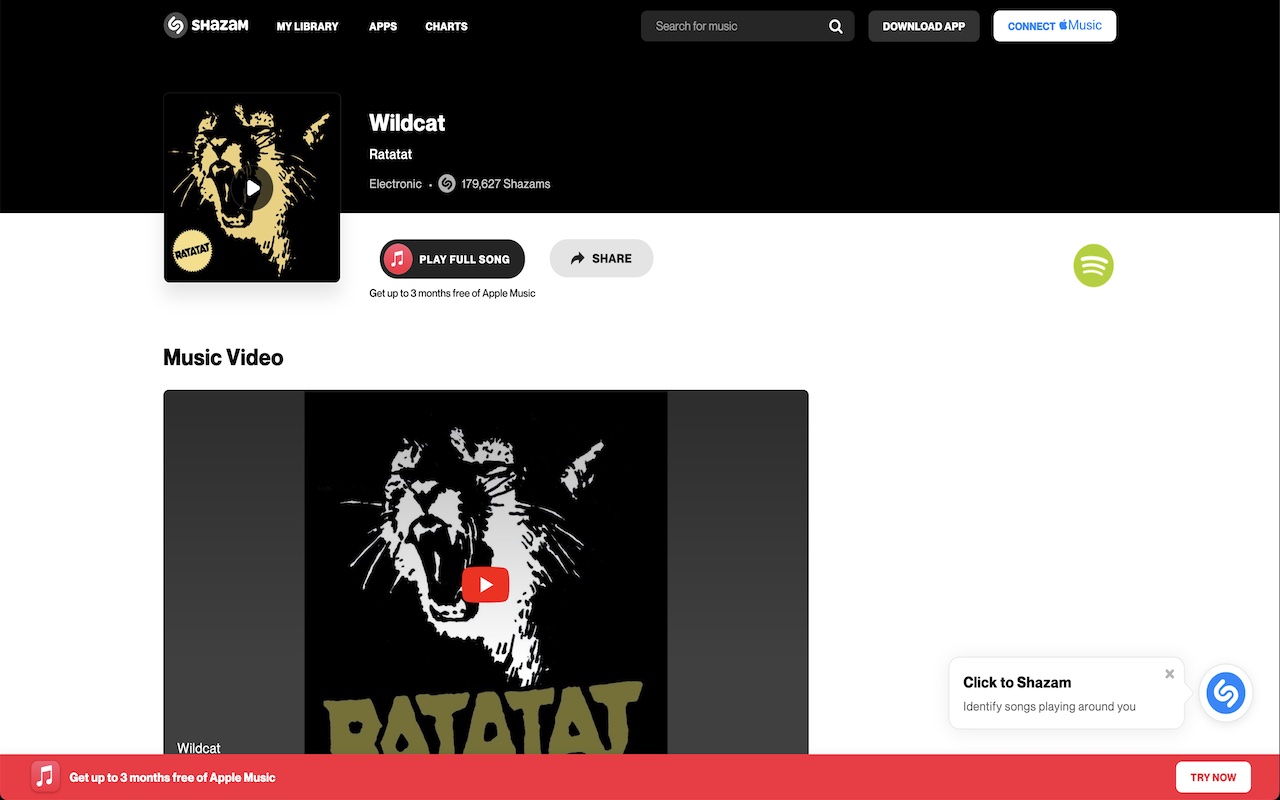 SHAZAM MY LIBRARY APPS CHARTS Search for music DOWNLOAD APP CONNECT Music
Wildcat
Ratatat
Electronic • 179,627 Shazams
RATATAT
PLAY FULL SONG SHARE
Get up to 3 months free of Apple Music
Music Video
RATATAT
Wildcat
Click to Shazam
Identify songs playing around you
Get up to 3 months free of Apple Music TRY NOW